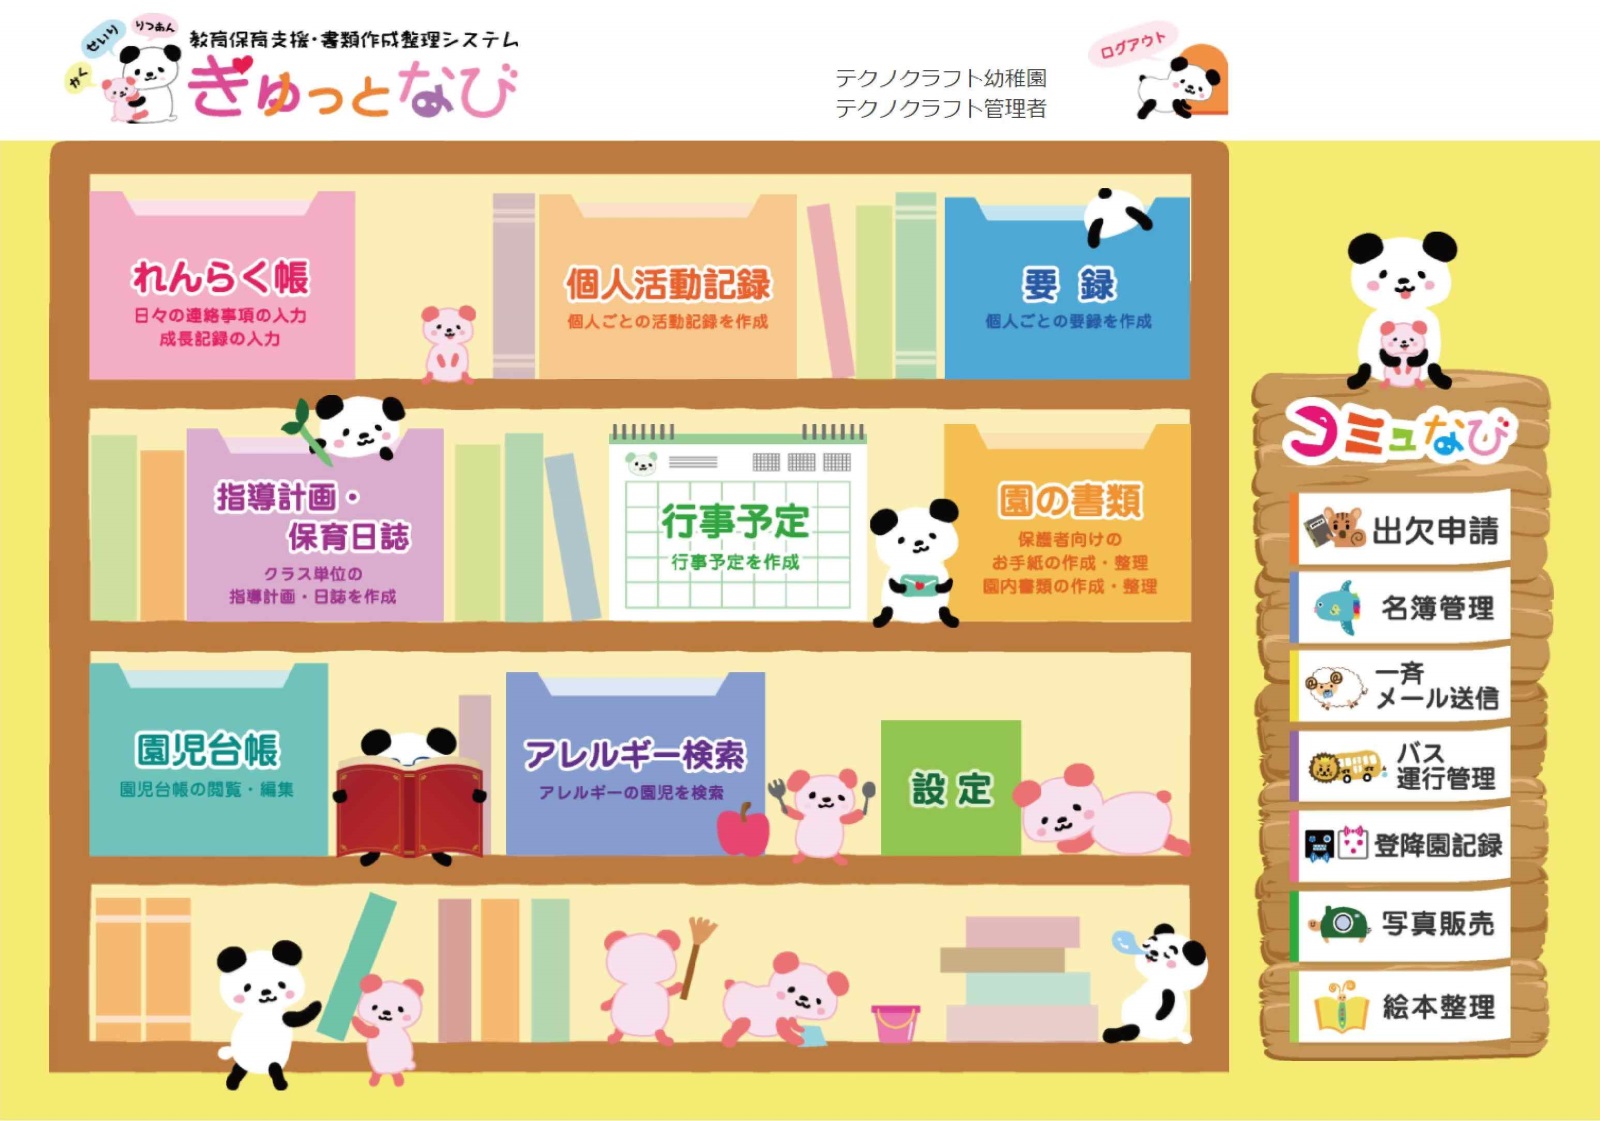 かく
せいり
りつあん
教育保育支援・書類作成整理システム
ぎゅっとなび
テクノクラフト幼稚園
テクノクラフト管理者
ログアウト
れんらく帳
日々の連絡事項の入力
成長記録の入力
個人活動記録
個人ごとの活動記録を作成
要録
個人ごとの要録を作成
指導計画・
保育日誌
クラス単位の
指導計画・日誌を作成
行事予定
行事予定を作成
園の書類
保護者向けの
お手紙の作成・整理
園内書類の作成・整理
園児台帳
園児台帳の閲覧・編集
アレルギー検索
アレルギーの園児を検索
設定
コミュなび
出欠申請
名簿管理
一斉
メール送信
バス
運行管理
登降園記録
写真販売
絵本整理